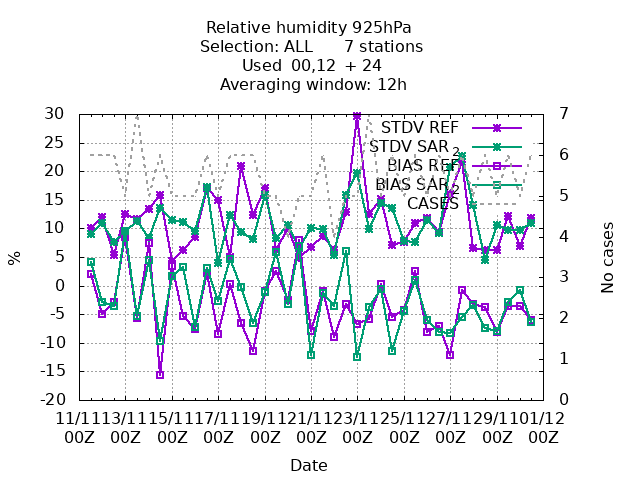 Relative humidity 925hPa
Selection: ALL 7 stations
Used 00,12 + 24
Averaging window: 12h
30 7
25
20 6
15 5
10 4
5
0 3
-5 2
-10
-15 1
-20 0
STDV REF
STDV SAR_2
BIAS REF
BIAS SAR_2
CASES
%
No cases
11/11 13/11 15/11 17/11 19/11 21/11 23/11 25/11 27/11 29/11 01/12
00Z 00Z 00Z 00Z 00Z 00Z 00Z 00Z 00Z 00Z 00Z
Date